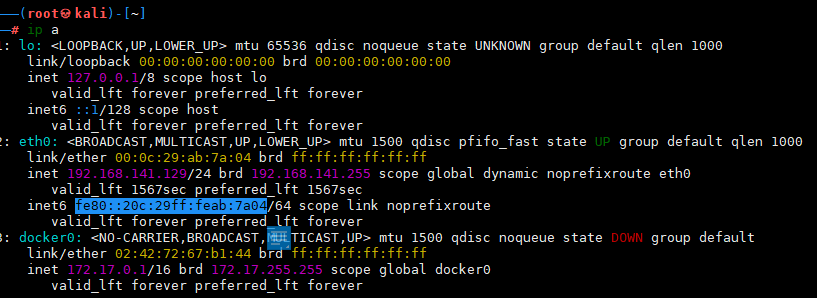 ──(root㉿kali)-[~]
─# ip a
1: lo: <LOOPBACK,UP,LOWER_UP> mtu 65536 qdisc noqueue state UNKNOWN group default qlen 1000
link/loopback 00:00:00:00:00:00 brd 00:00:00:00:00:00
inet 127.0.0.1/8 scope host lo
valid_lft forever preferred_lft forever
inet6 ::1/128 scope host
valid_lft forever preferred_lft forever
2: eth0: <BROADCAST,MULTICAST,UP,LOWER_UP> mtu 1500 qdisc pfifo_fast state UP group default qlen 1000
link/ether 00:0c:29:ab:7a:04 brd ff:ff:ff:ff:ff:ff
inet 192.168.141.129/24 brd 192.168.141.255 scope global dynamic noprefixroute eth0
valid_lft 1567sec preferred_lft 1567sec
inet6 fe80::20c:29ff:feab:7a04/64 scope link noprefixroute
valid_lft forever preferred_lft forever
3: docker0: <NO-CARRIER,BROADCAST,MULTICAST,UP> mtu 1500 qdisc noqueue state DOWN group default
link/ether 02:42:72:67:b1:44 brd ff:ff:ff:ff:ff:ff
inet 172.17.0.1/16 brd 172.17.255.255 scope global docker0
valid_lft forever preferred_lft forever